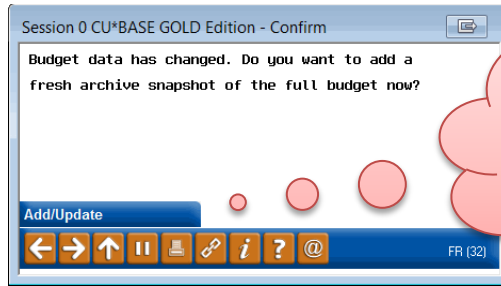 Session 0 CU*BASE GOLD Edition - Confirm
Budget data has changed. Do you want to add a
fresh archive snapshot of the full budget now?
Add/Update
i ? @
FR (32)